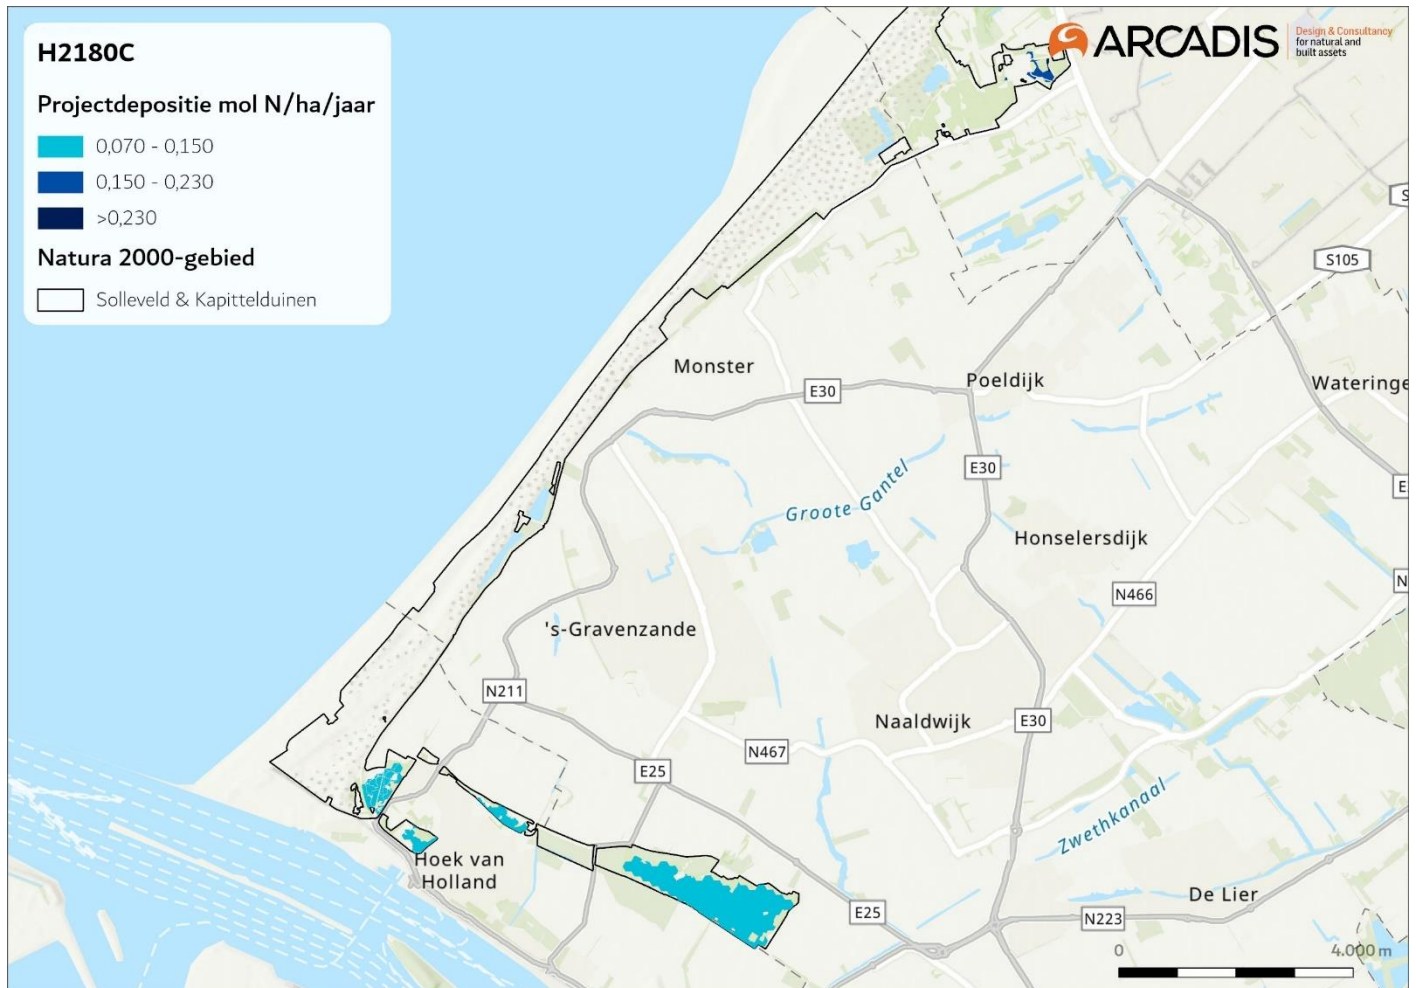 H2180C
Projectdepositie mol N/ha/jaar
0,070 - 0,150
0,150 - 0,230
>0,230
Natura 2000-gebied
Solleveld & Kapittelduinen
ARCADIS
Design & Consultancy
for natural and
built assets
S
S105
Monster
E30
Poeldijk
Wateringe
E30
E
Groote Gantel
Honselersdijk
N
N466
's-Gravenzande
N211
Naaldwijk
E30
N467
E25
Zwethkanaal
Hoek van
Holland
De Lier
E25
N223
0
4.000 m